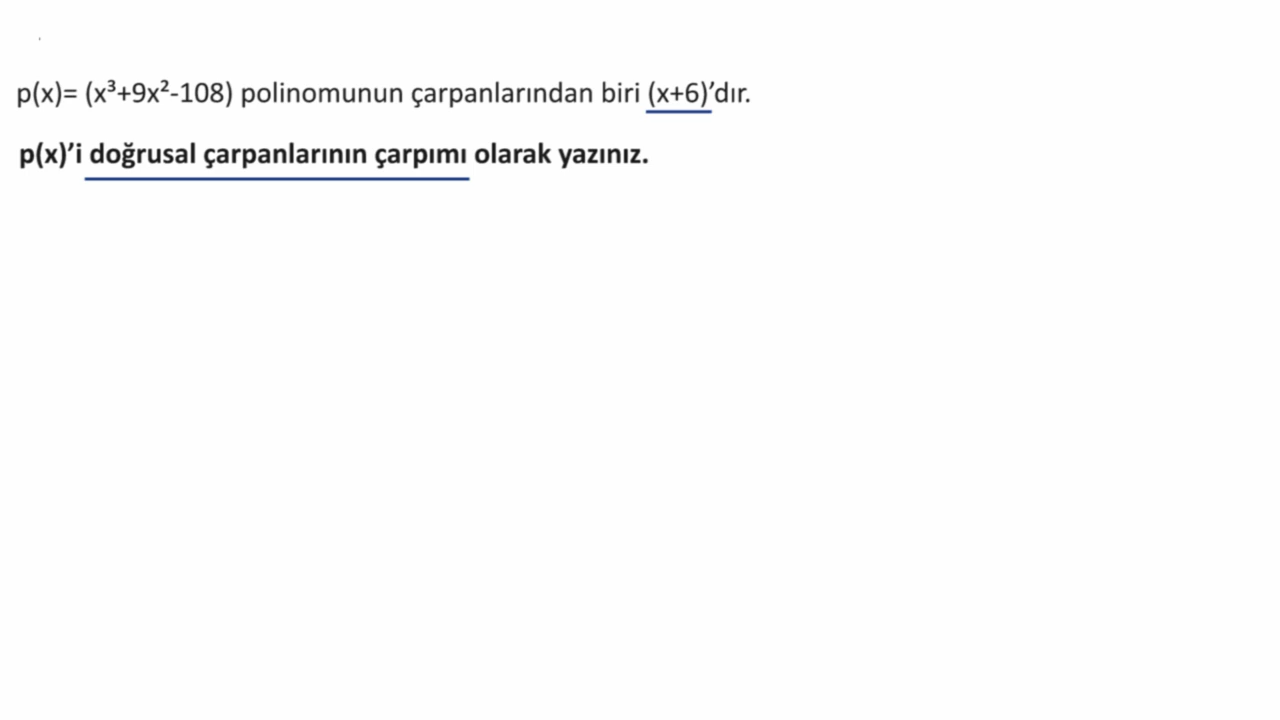 p(x)= (x³+9x²-108) polinomunun çarpanlarından biri (x+6)’dır.
p(x)’i doğrusal çarpanlarının çarpımı olarak yazınız.